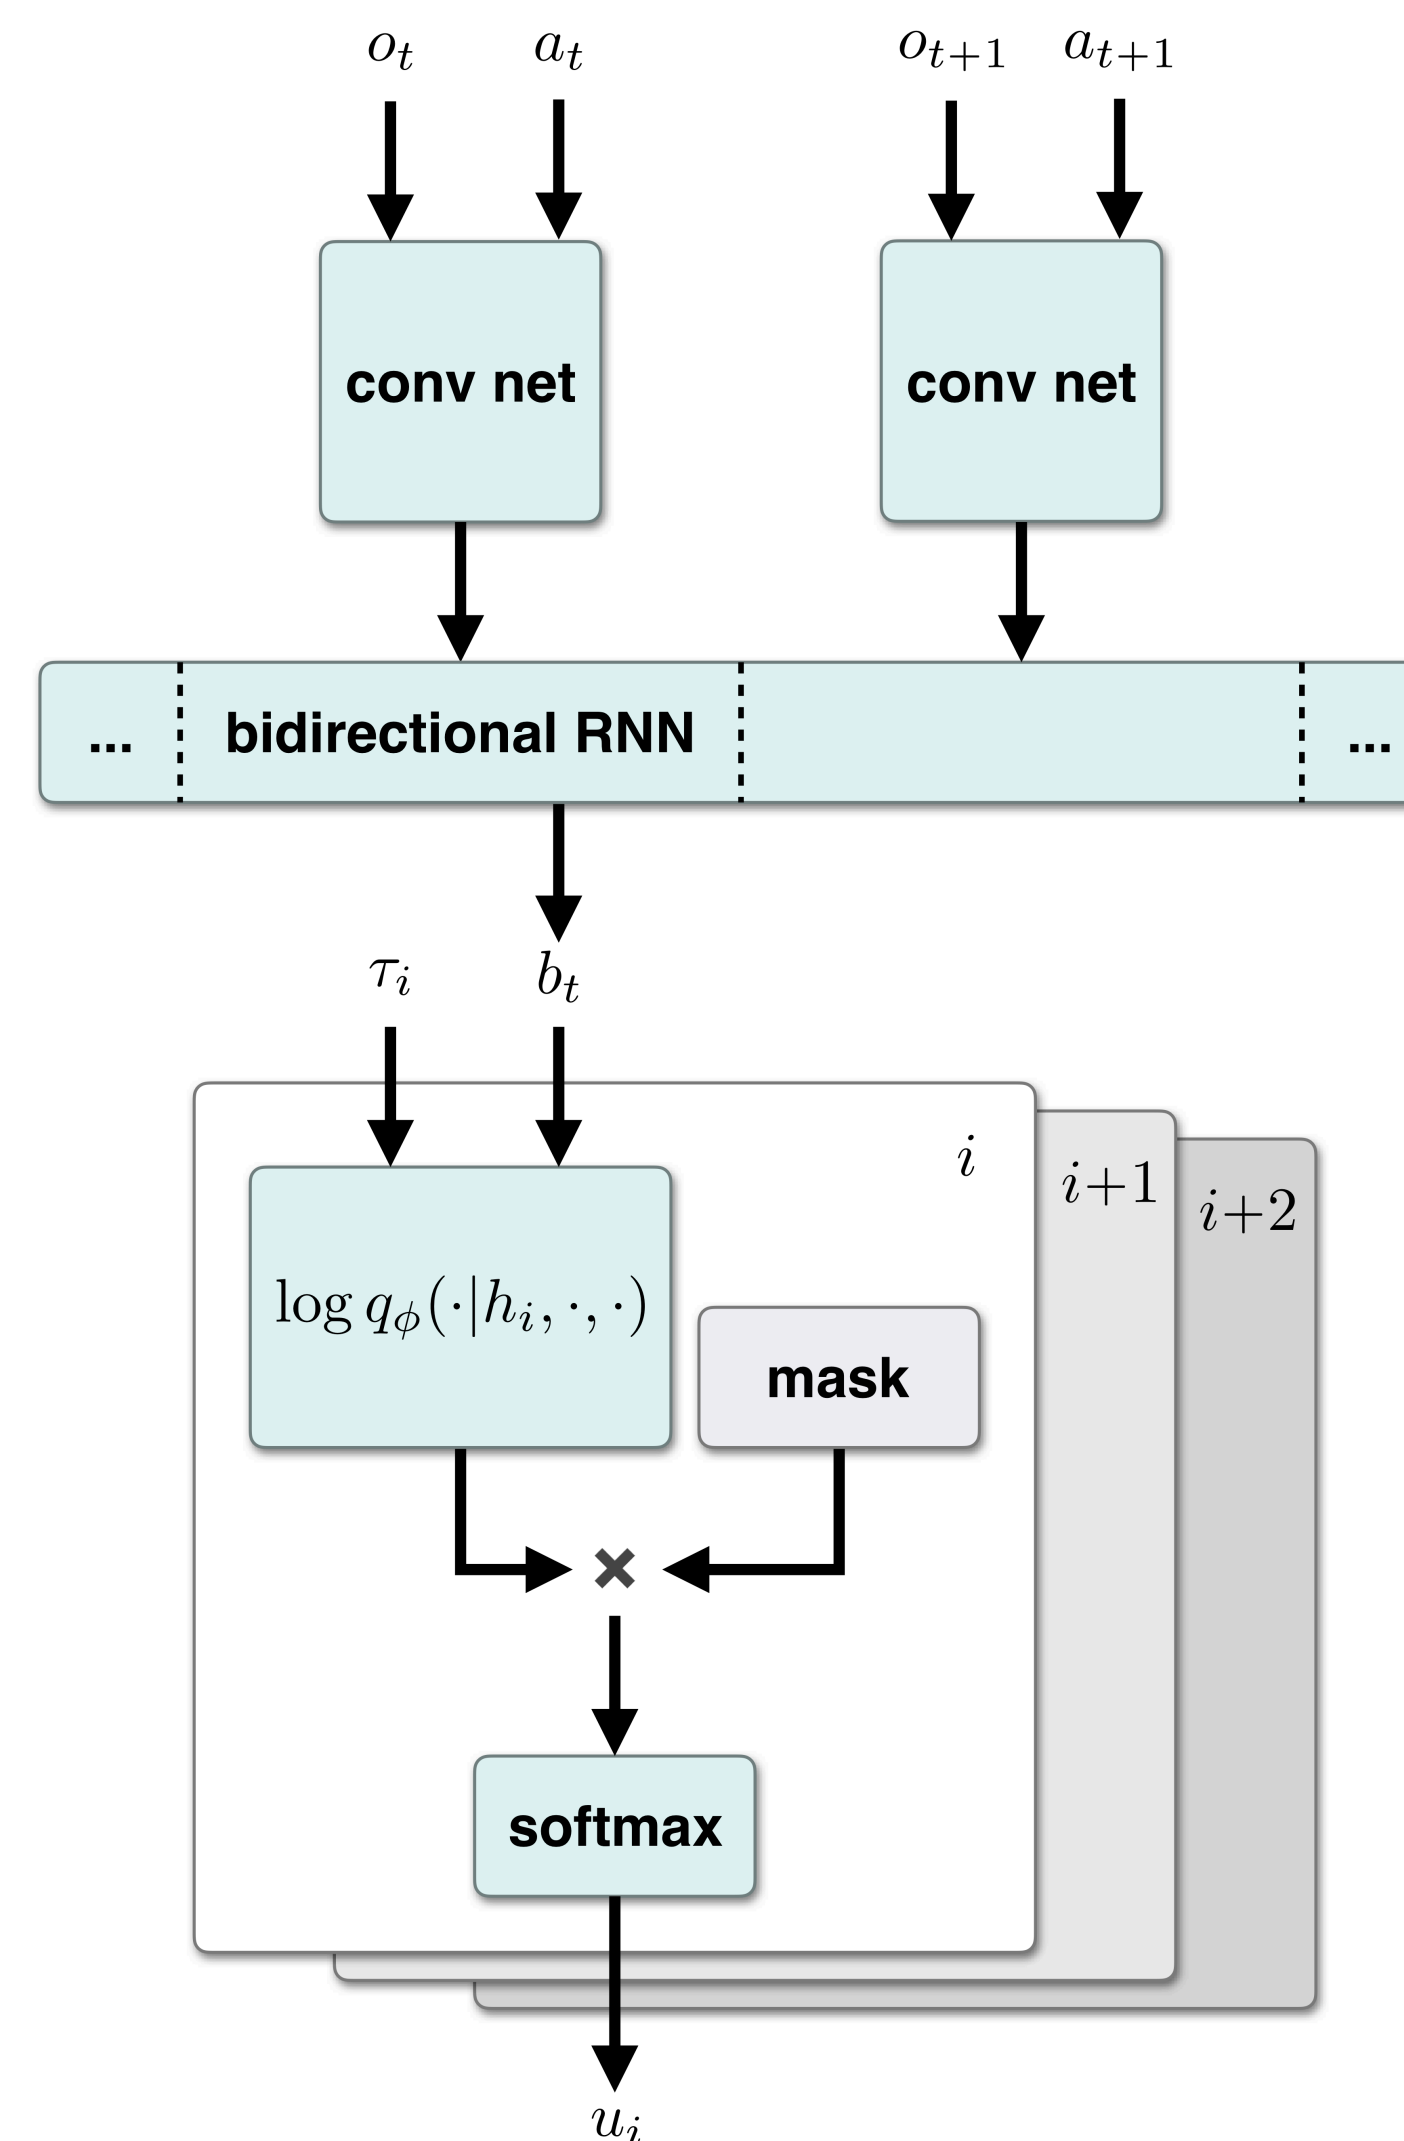 o_t a_t o_{t+1} a_{t+1}
conv net conv net
... bidirectional RNN ...
τ_i b_t
i
i+1
i+2
log q_ϕ(·|h_i, ·, ·)
mask
×
softmax
u_i